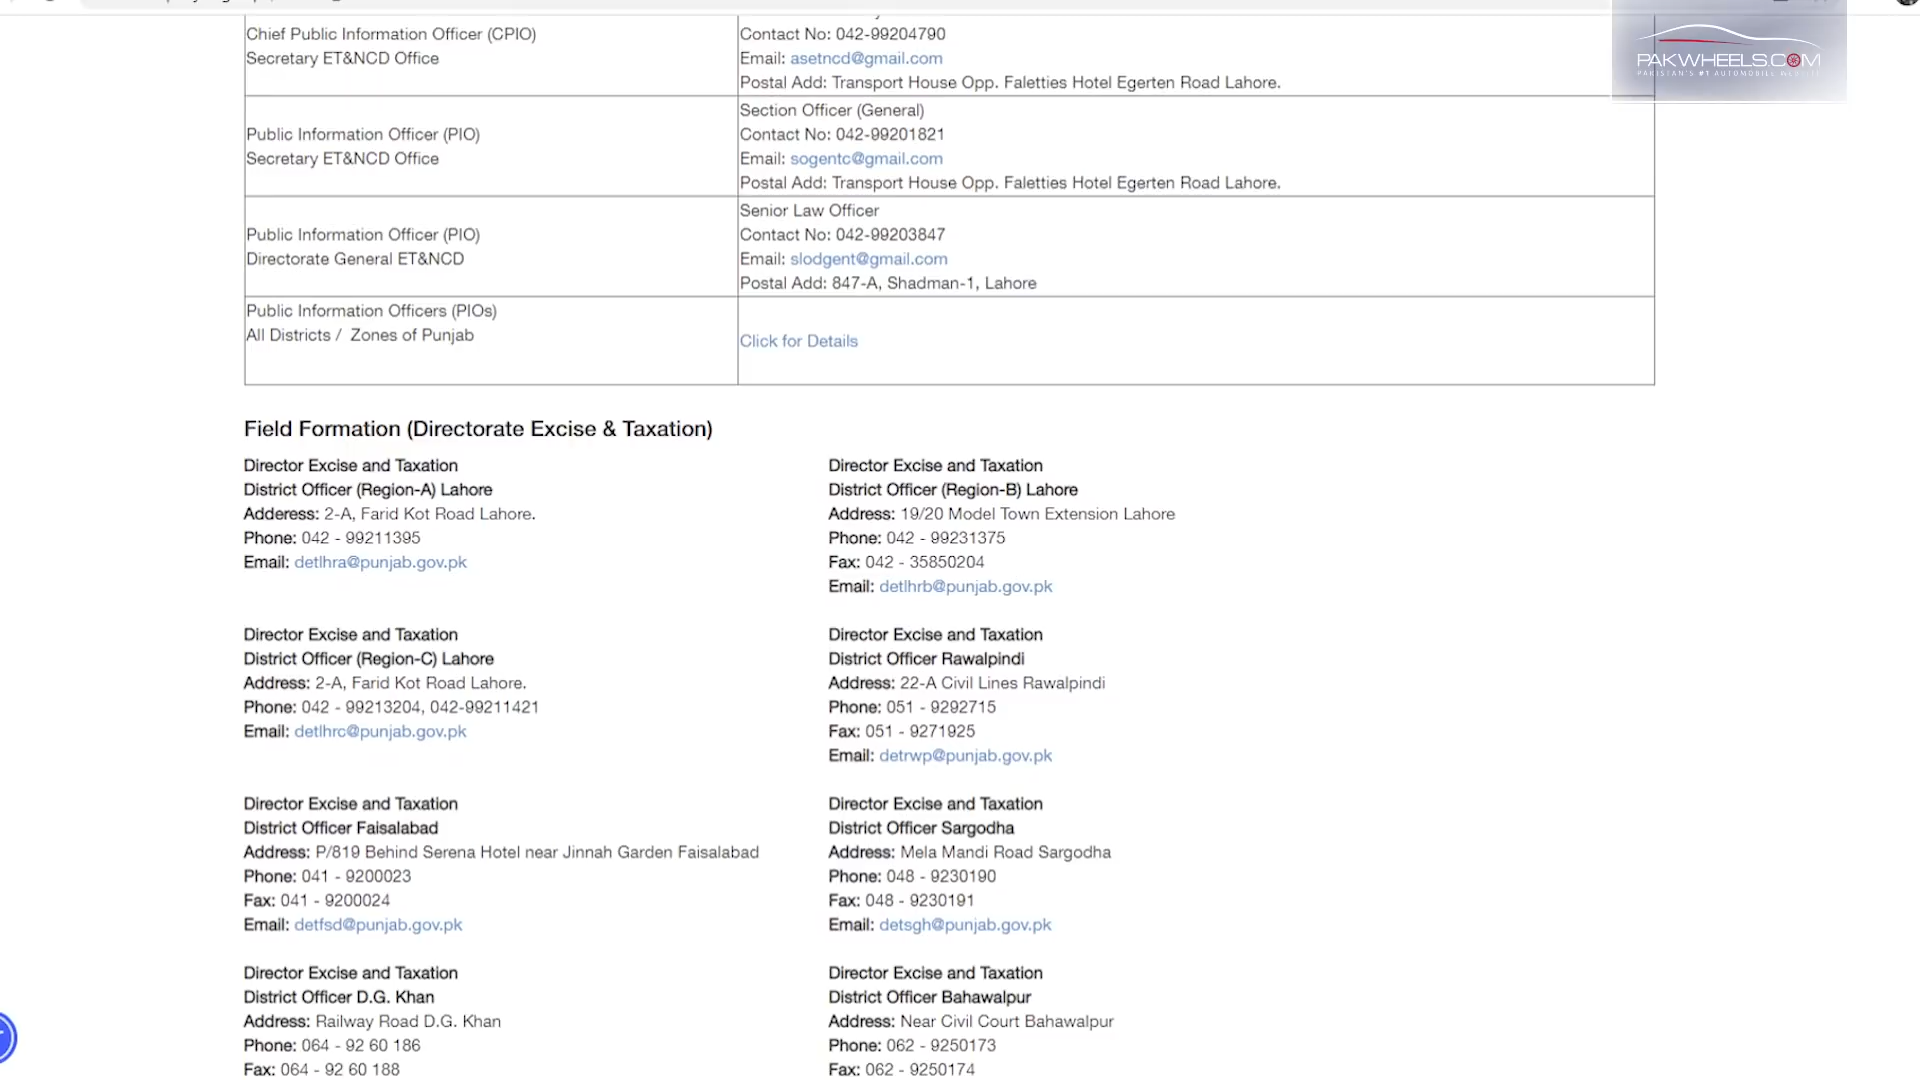 Chief Public Information Officer (CPIO)
Secretary ET&NCD Office
Contact No: 042-99204790
Email: asetncd@gmail.com
Postal Add: Transport House Opp. Faletties Hotel Egerten Road Lahore.
Public Information Officer (PIO)
Secretary ET&NCD Office
Section Officer (General)
Contact No: 042-99201821
Email: sogentc@gmail.com
Postal Add: Transport House Opp. Faletties Hotel Egerten Road Lahore.
Public Information Officer (PIO)
Directorate General ET&NCD
Senior Law Officer
Contact No: 042-99203847
Email: slodgent@gmail.com
Postal Add: 847-A, Shadman-1, Lahore
Public Information Officers (PIOs)
All Districts / Zones of Punjab
Click for Details
PAKWHEELS.COM
PAKISTAN'S #1 AUTOMOBILE
Field Formation (Directorate Excise & Taxation)
Director Excise and Taxation
District Officer (Region-A) Lahore
Adderess: 2-A, Farid Kot Road Lahore.
Phone: 042 - 99211395
Email: detlhra@punjab.gov.pk
Director Excise and Taxation
District Officer (Region-B) Lahore
Address: 19/20 Model Town Extension Lahore
Phone: 042 - 99231375
Fax: 042 - 35850204
Email: detlhrb@punjab.gov.pk
Director Excise and Taxation
District Officer (Region-C) Lahore
Address: 2-A, Farid Kot Road Lahore.
Phone: 042 - 99213204, 042-99211421
Email: detlhrc@punjab.gov.pk
Director Excise and Taxation
District Officer Rawalpindi
Address: 22-A Civil Lines Rawalpindi
Phone: 051 - 9292715
Fax: 051 - 9271925
Email: detrwp@punjab.gov.pk
Director Excise and Taxation
District Officer Faisalabad
Address: P/819 Behind Serena Hotel near Jinnah Garden Faisalabad
Phone: 041 - 9200023
Fax: 041 - 9200024
Email: detfsd@punjab.gov.pk
Director Excise and Taxation
District Officer Sargodha
Address: Mela Mandi Road Sargodha
Phone: 048 - 9230190
Fax: 048 - 9230191
Email: detsgh@punjab.gov.pk
Director Excise and Taxation
District Officer D.G. Khan
Address: Railway Road D.G. Khan
Phone: 064 - 92 60 186
Fax: 064 - 92 60 188
Director Excise and Taxation
District Officer Bahawalpur
Address: Near Civil Court Bahawalpur
Phone: 062 - 9250173
Fax: 062 - 9250174